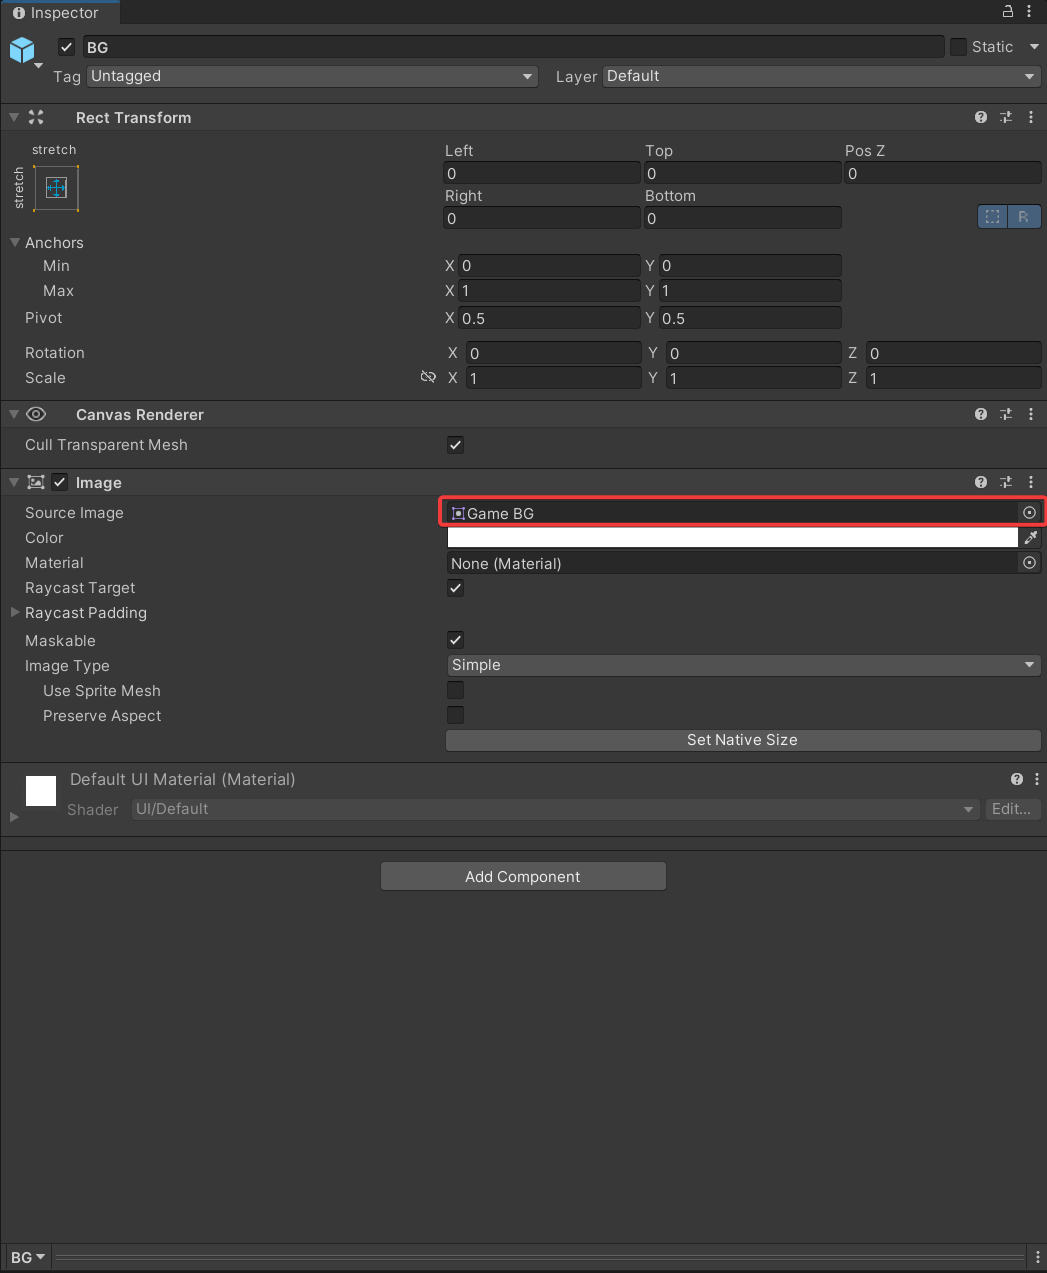 Inspector
BG
Static
Tag Untagged Layer Default
Rect Transform
stretch
stretch
Left Top Pos Z
0 0 0
Right Bottom
0 0
R
Anchors
Min X 0 Y 0
Max X 1 Y 1
Pivot X 0.5 Y 0.5
Rotation X 0 Y 0 Z 0
Scale X 1 Y 1 Z 1
Canvas Renderer
Cull Transparent Mesh
Image
Source Image Game BG
Color
Material None (Material)
Raycast Target
Raycast Padding
Maskable
Image Type Simple
Use Sprite Mesh
Preserve Aspect
Set Native Size
Default UI Material (Material)
Shader UI/Default Edit...
Add Component
BG